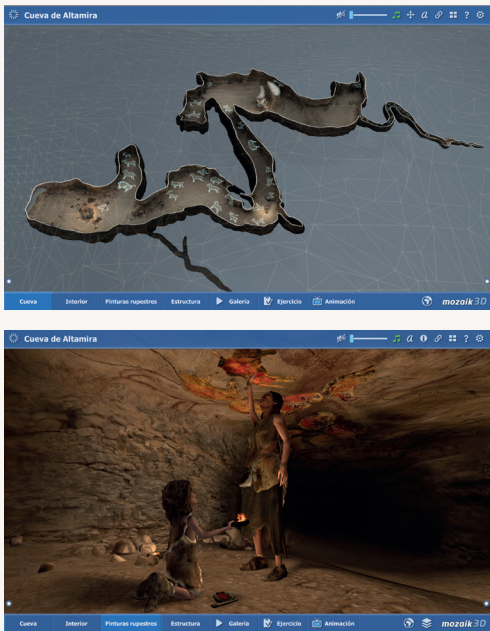 Cueva de Altamira
Cueva Interior Pinturas rupestres Estructura Galería Ejercicio Animación mozaik3D
Cueva de Altamira
Cueva Interior Pinturas rupestres Estructura Galería Ejercicio Animación mozaik3D